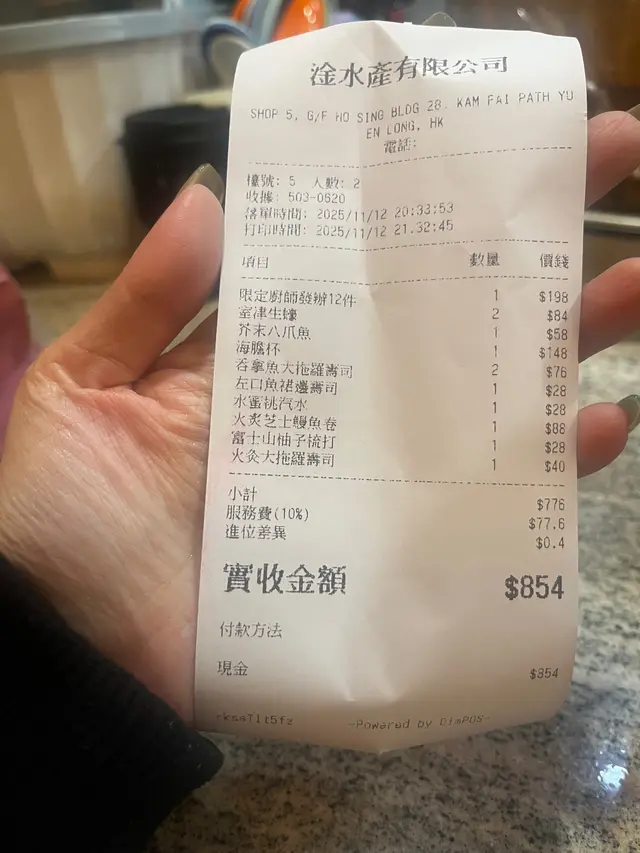 淦水產有限公司
SHOP 5, G/F HO SING BLDG 28. KAM FAI PATH YU
EN LONG, HK
電話:
檯號: 5 人數: 2
收據: 503-0620
落單時間: 2025/11/12 20:33:53
打印時間: 2025/11/12 21.32:45
項目 數量 價錢
限定廚師發辦12件 1 $198
室津生蠔 2 $84
芥末八爪魚 1 $58
海膽杯 1 $148
吞拿魚大拖羅壽司 2 $76
左口魚裙邊壽司 1 $28
水蜜桃汽水 1 $28
火炙芝士鰻魚卷 1 $88
富士山柚子梳打 1 $28
火灸大拖羅壽司 1 $40
小計 $776
服務費(10%) $77.6
進位差異 $0.4
實收金額 $854
付款方法
現金 $854
-Powered by DimPOS-